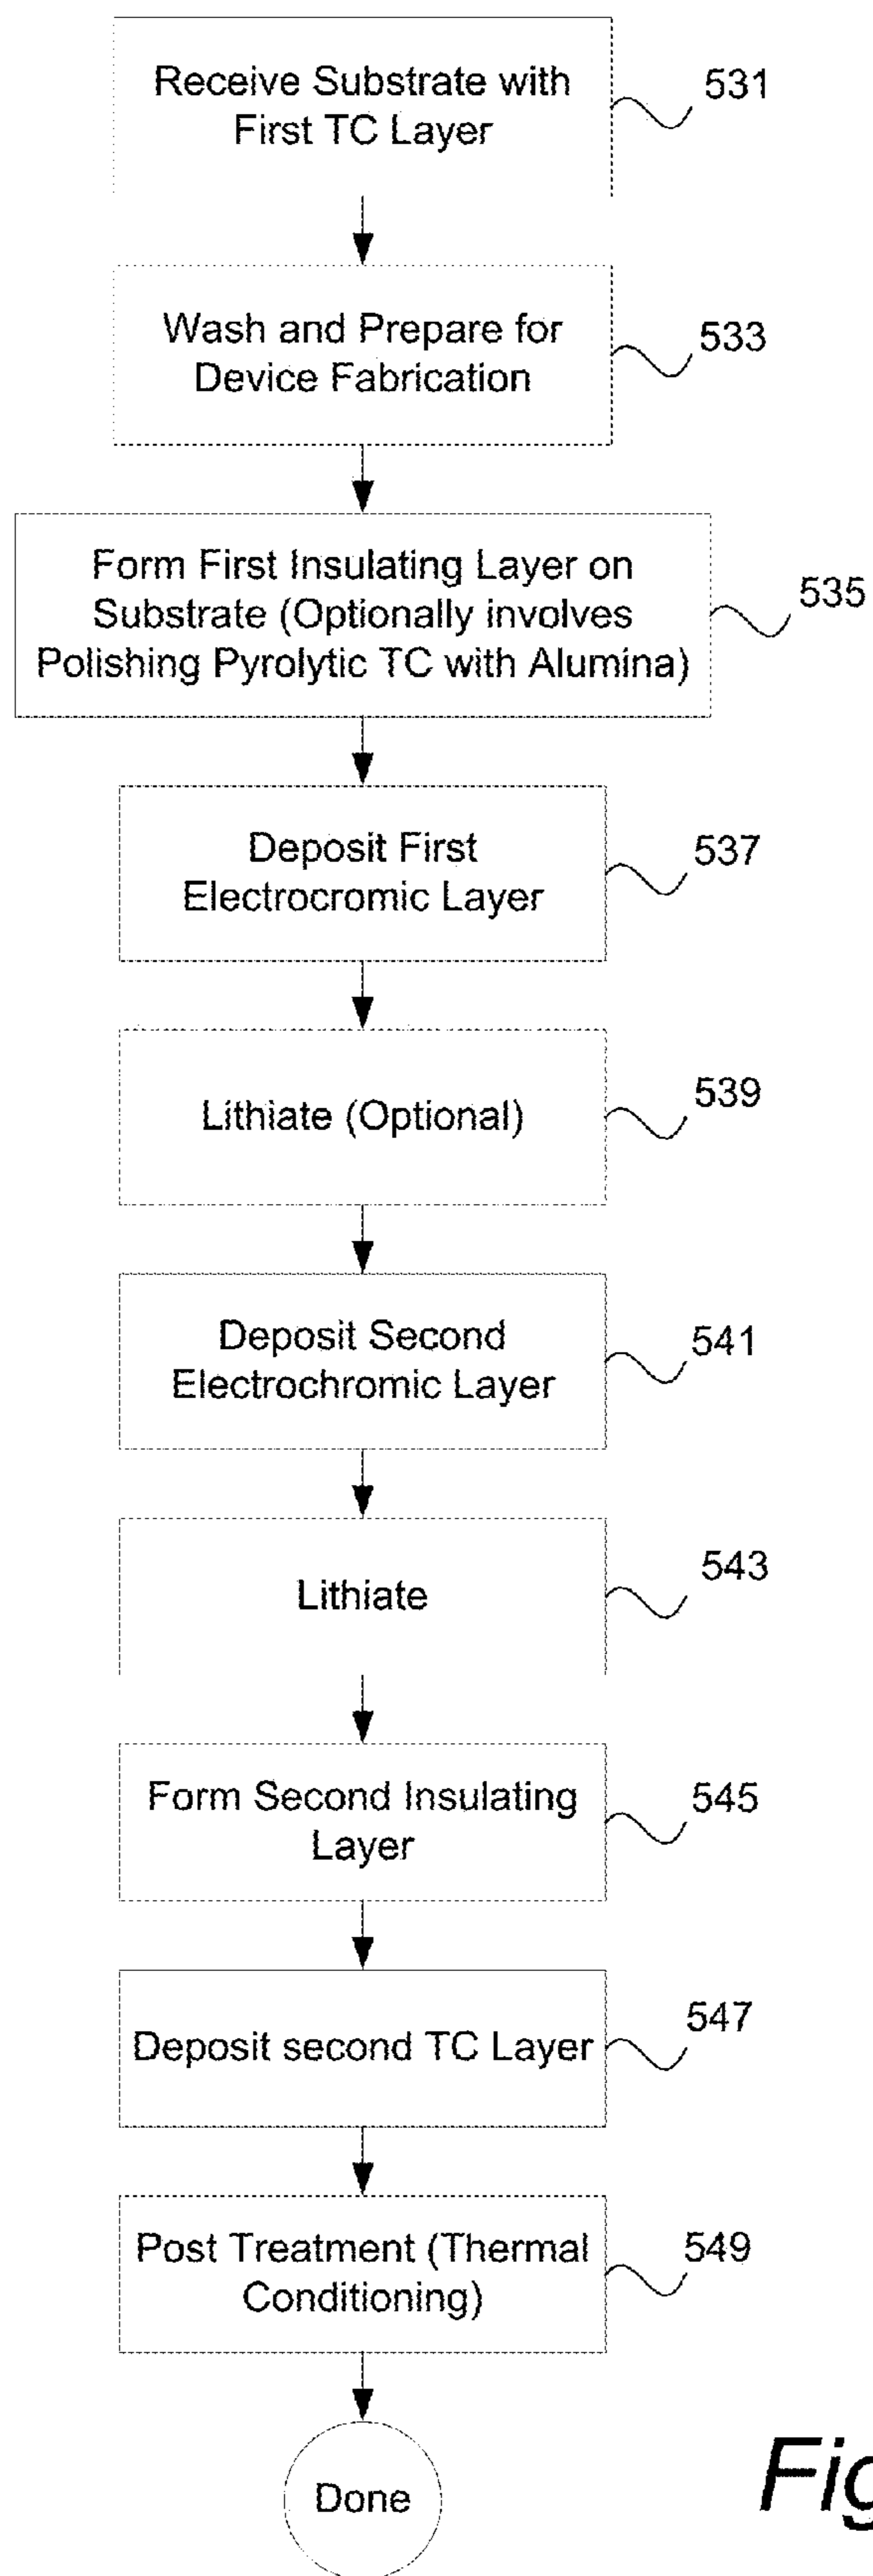 Receive Substrate with
First TC Layer
531
Wash and Prepare for
Device Fabrication
533
Form First Insulating Layer on
Substrate (Optionally involves
Polishing Pyrolytic TC with Alumina)
535
Deposit First
Electrocromic Layer
537
Lithiate (Optional)
539
Deposit Second
Electrochromic Layer
541
Lithiate
543
Form Second Insulating
Layer
545
Deposit second TC Layer
547
Post Treatment (Thermal
Conditioning)
549
Done